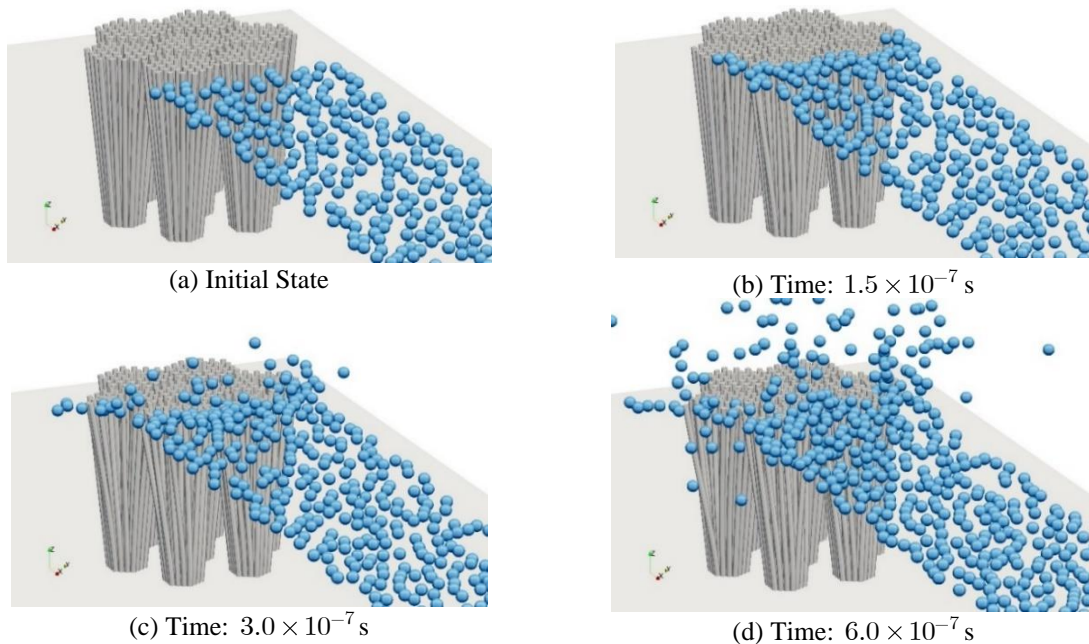 (a) Initial State
(b) Time: 1.5 × 10⁻⁷ s
(c) Time: 3.0 × 10⁻⁷ s
(d) Time: 6.0 × 10⁻⁷ s